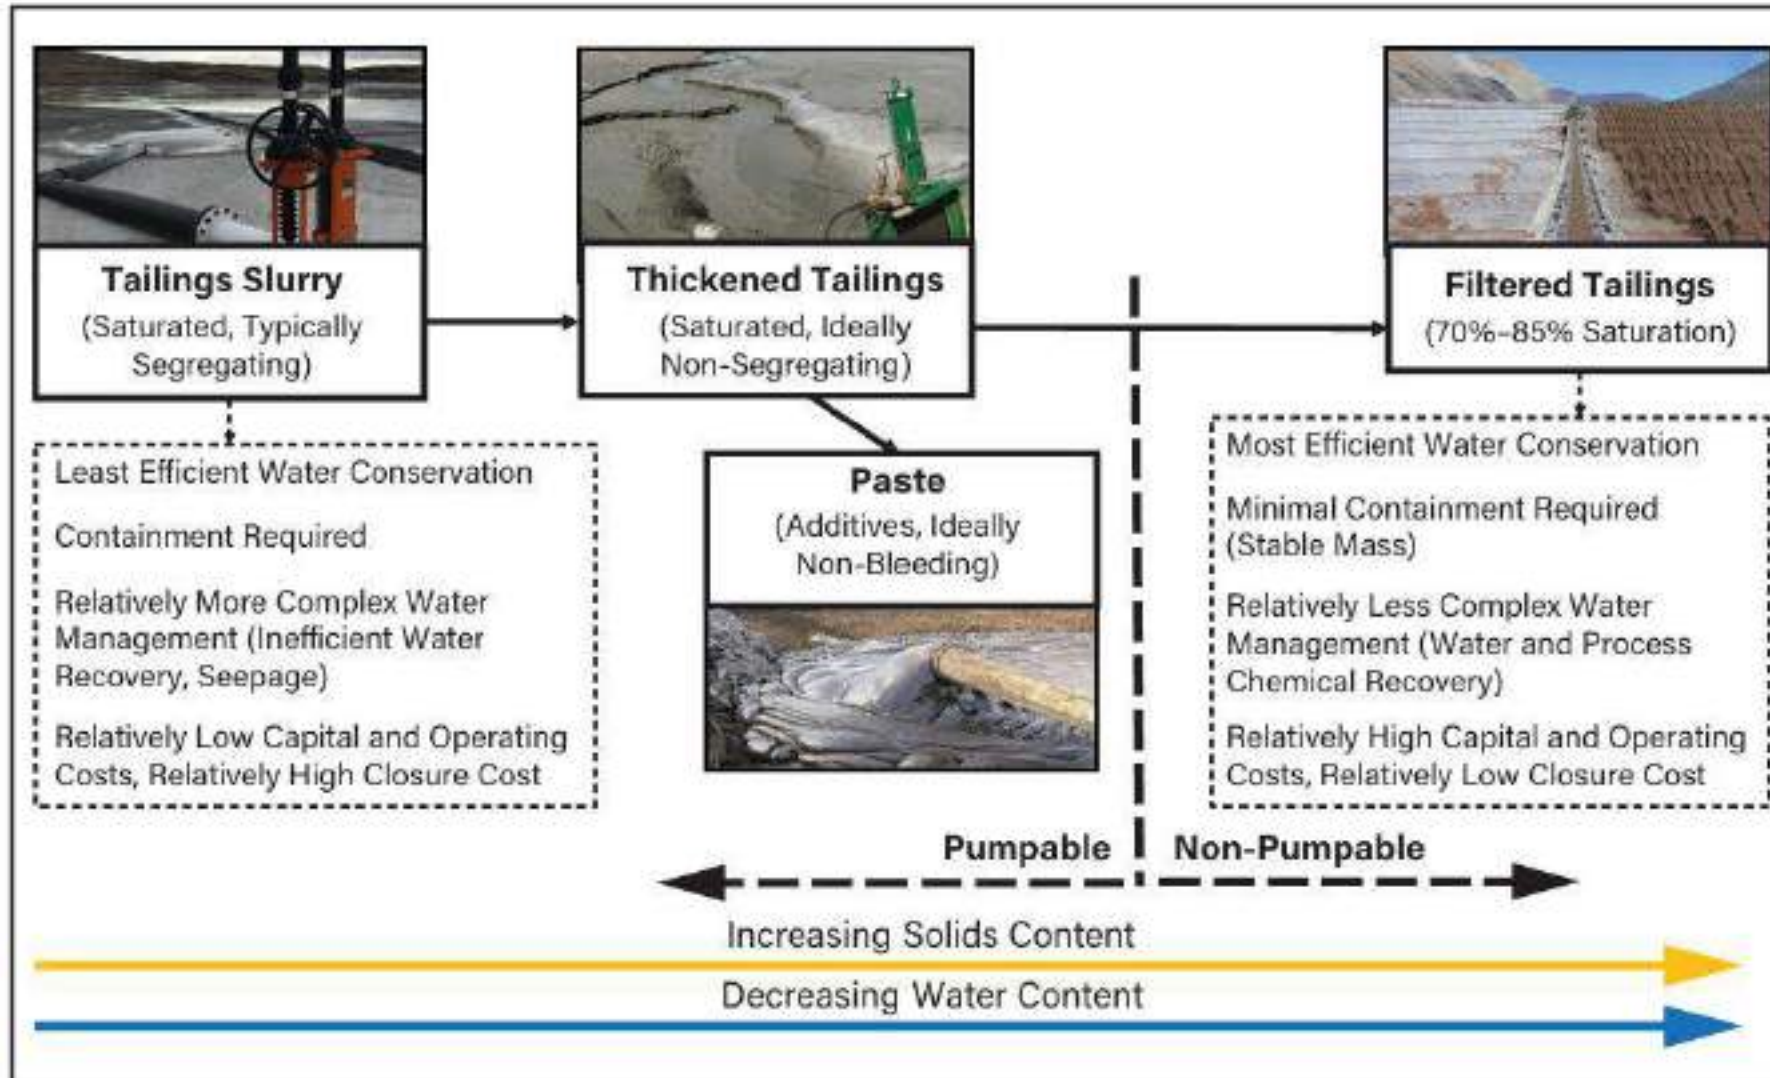 Tailings Slurry
(Saturated, Typically
Segregating)
Thickened Tailings
(Saturated, Ideally
Non-Segregating)
Filtered Tailings
(70%–85% Saturation)
Least Efficient Water Conservation
Containment Required
Relatively More Complex Water
Management (Inefficient Water
Recovery, Seepage)
Relatively Low Capital and Operating
Costs, Relatively High Closure Cost
Paste
(Additives, Ideally
Non-Bleeding)
Most Efficient Water Conservation
Minimal Containment Required
(Stable Mass)
Relatively Less Complex Water
Management (Water and Process
Chemical Recovery)
Relatively High Capital and Operating
Costs, Relatively Low Closure Cost
Pumpable
Non-Pumpable
Increasing Solids Content
Decreasing Water Content